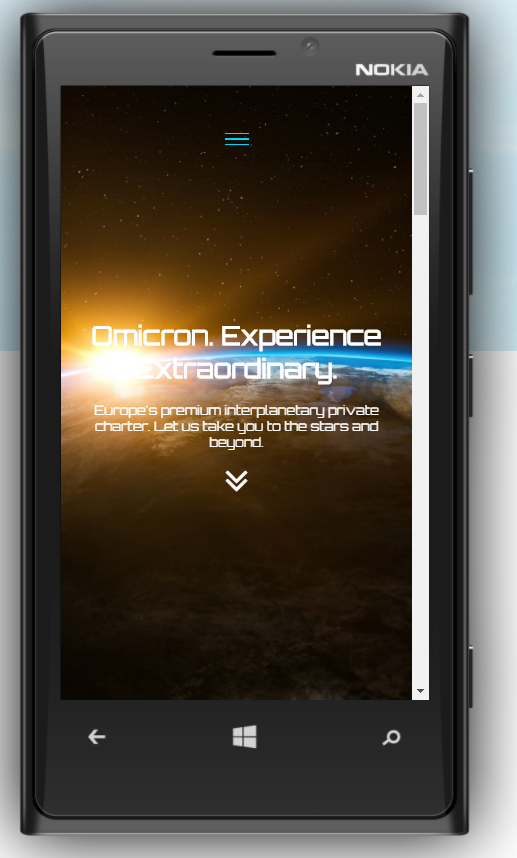 NOKIA
Omicron. Experience
Extraordinary.
Europe's premium interplanetary private
charter. Let us take you to the stars and
beyond.